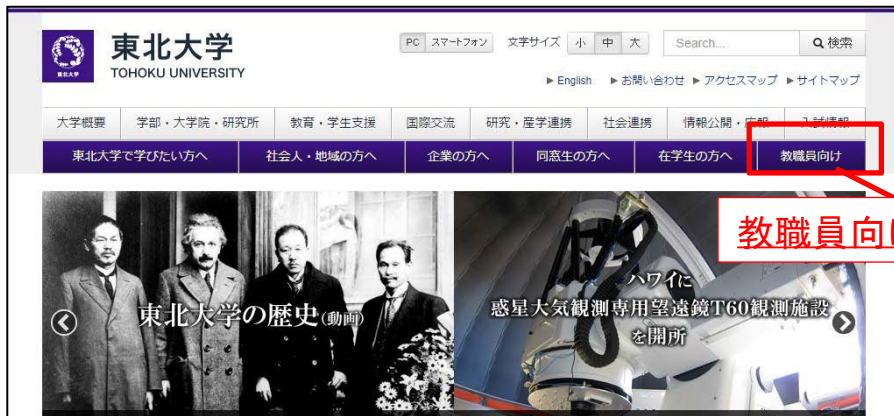 東北大学
TOHOKU UNIVERSITY
PC スマートフォン 文字サイズ 小 中 大 Search... 検索
English お問い合わせ アクセスマップ サイトマップ
大学概要 学部・大学院・研究所 教育・学生支援 国際交流 研究・産学連携 社会連携 情報公開・広報 入試情報
東北大学で学びたい方へ 社会人・地域の方へ 企業の方へ 同窓生の方へ 在学生の方へ 教職員向け
教職員向け
東北大学の歴史(動画)
ハワイに
惑星大気観測専用望遠鏡T60観測施設
を開所